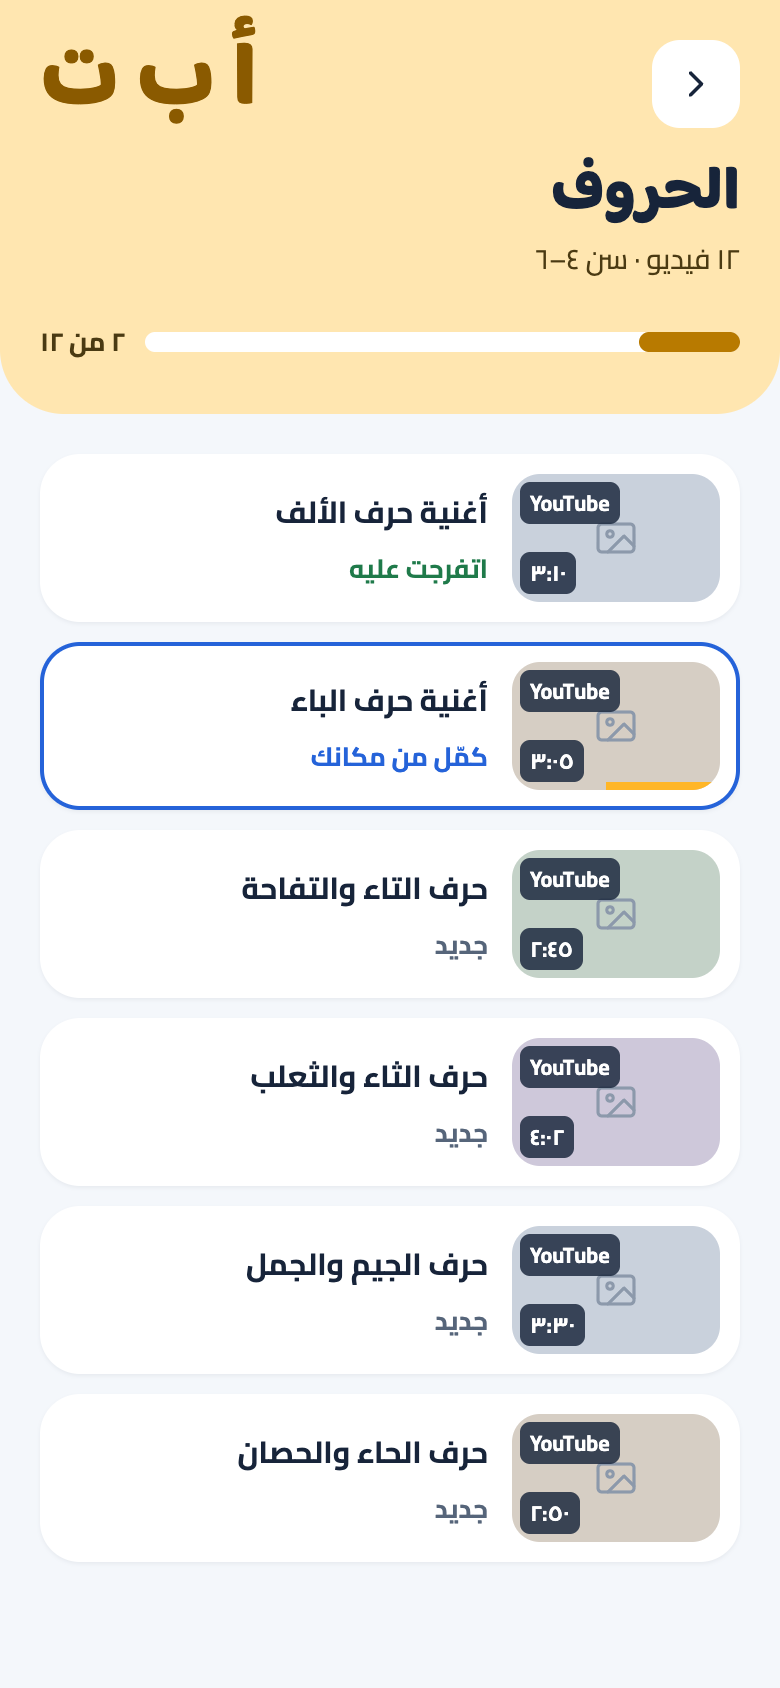 أ ب ت
الحروف
١٢ فيديو · سن ٤–٦
٢ من ١٢
YouTube
٣:١٠
أغنية حرف الألف
اتفرجت عليه
YouTube
٣:٠٥
أغنية حرف الباء
كمّل من مكانك
YouTube
٢:٤٥
حرف التاء والتفاحة
جديد
YouTube
٤:٠٢
حرف الثاء والثعلب
جديد
YouTube
٣:٣٠
حرف الجيم والجمل
جديد
YouTube
٢:٥٠
حرف الحاء والحصان
جديد